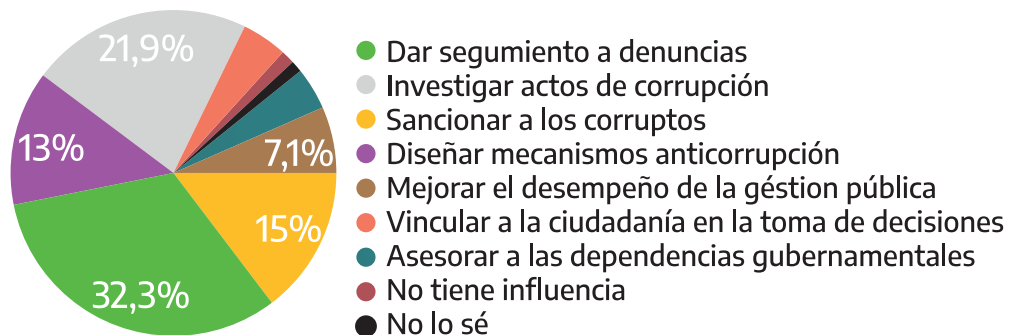 21,9%
13%
7,1%
15%
32,3%
Dar segumiento a denuncias
Investigar actos de corrupción
Sancionar a los corruptos
Diseñar mecanismos anticorrupción
Mejorar el desempeño de la géstion pública
Vincular a la ciudadanía en la toma de decisiones
Asesorar a las dependencias gubernamentales
No tiene influencia
No lo sé